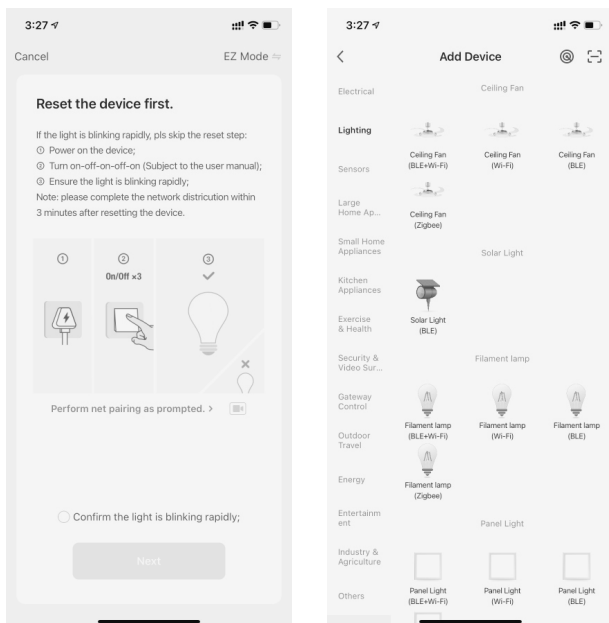 3:27
Cancel
EZ Mode
Reset the device first.
If the light is blinking rapidly, pls skip the reset step:
① Power on the device;
② Turn on-off-on-off-on (Subject to the user manual);
③ Ensure the light is blinking rapidly;
Note: please complete the network districution within
3 minutes after resetting the device.
①
②
③
On/Off ×3
Perform net pairing as prompted. >
Confirm the light is blinking rapidly;
Next
3:27
Add Device
Electrical
Lighting
Sensors
Large
Home Ap...
Small Home
Appliances
Kitchen
Appliances
Exercise
& Health
Security &
Video Sur...
Gateway
Control
Outdoor
Travel
Energy
Entertainm
ent
Industry &
Agriculture
Others
Ceiling Fan
Ceiling Fan
(BLE+Wi-Fi)
Ceiling Fan
(Wi-Fi)
Ceiling Fan
(BLE)
Ceiling Fan
(Zigbee)
Solar Light
Solar Light
(BLE)
Filament lamp
Filament lamp
(BLE+Wi-Fi)
Filament lamp
(Wi-Fi)
Filament lamp
(BLE)
Filament lamp
(Zigbee)
Panel Light
Panel Light
(BLE+Wi-Fi)
Panel Light
(Wi-Fi)
Panel Light
(BLE)